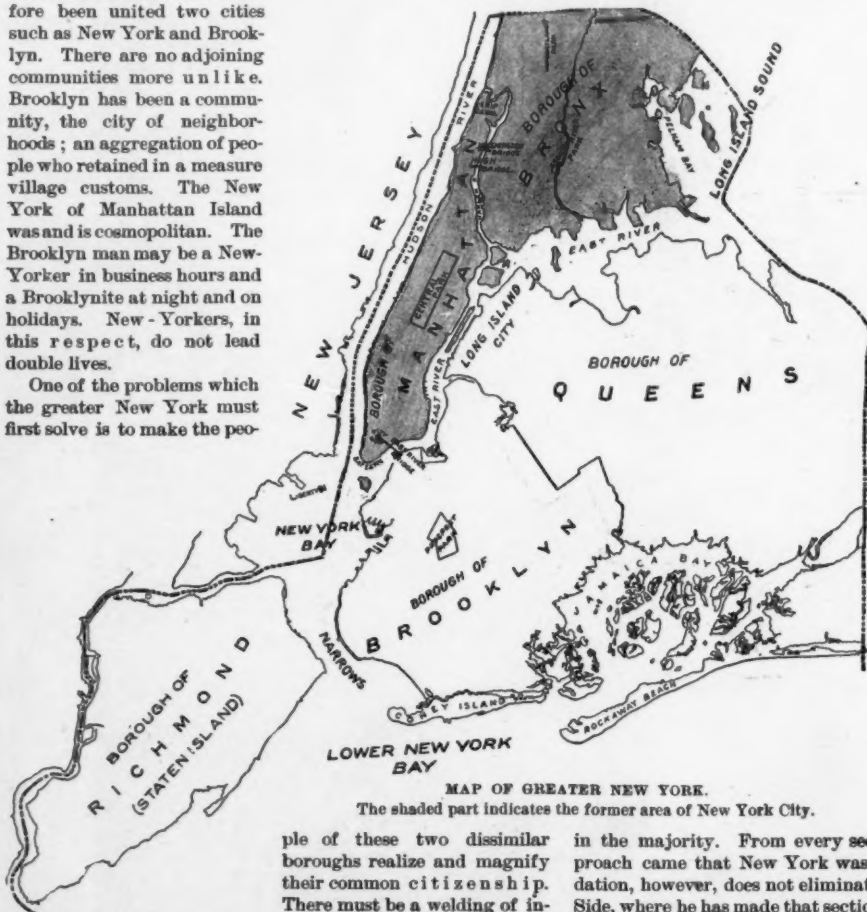 fore been united two cities
such as New York and Brook-
lyn. There are no adjoining
communities more unlike.
Brooklyn has been a commu-
nity, the city of neighbor-
hoods ; an aggregation of peo-
ple who retained in a measure
village customs. The New
York of Manhattan Island
was and is cosmopolitan. The
Brooklyn man may be a New-
Yorker in business hours and
a Brooklynite at night and on
holidays. New-Yorkers, in
this respect, do not lead
double lives.
One of the problems which
the greater New York must
first solve is to make the peo-
NEW JERSEY
HUDSON RIVER
BOROUGH OF
MANHATTAN
CENTRAL PARK
BOROUGH OF
BRONX
PELHAM BAY
LONG ISLAND SOUND
EAST RIVER
EAST RIVER
LONG ISLAND
CITY
BOROUGH OF
QUEENS
NEW YORK
BAY
PROSPECT
PARK
BOROUGH OF
BROOKLYN
JAMAICA BAY
NARROWS
CONEY ISLAND
ROCKAWAY BEACH
BOROUGH OF
RICHMOND
(STATEN ISLAND)
LOWER NEW YORK
BAY
MAP OF GREATER NEW YORK.
The shaded part indicates the former area of New York City.
ple of these two dissimilar
boroughs realize and magnify
their common citizenship.
There must be a welding of in-
in the majority. From every se
proach came that New York was
dation, however, does not eliminat
Side, where he has made that secti